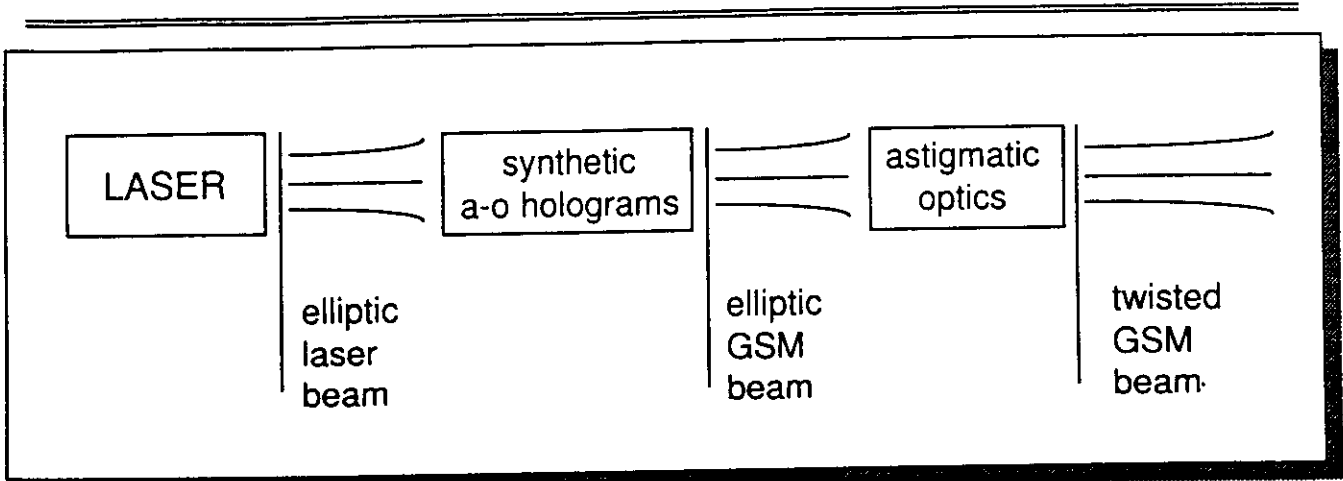 LASER
synthetic
a-o holograms
astigmatic
optics
elliptic
laser
beam
elliptic
GSM
beam
twisted
GSM
beam